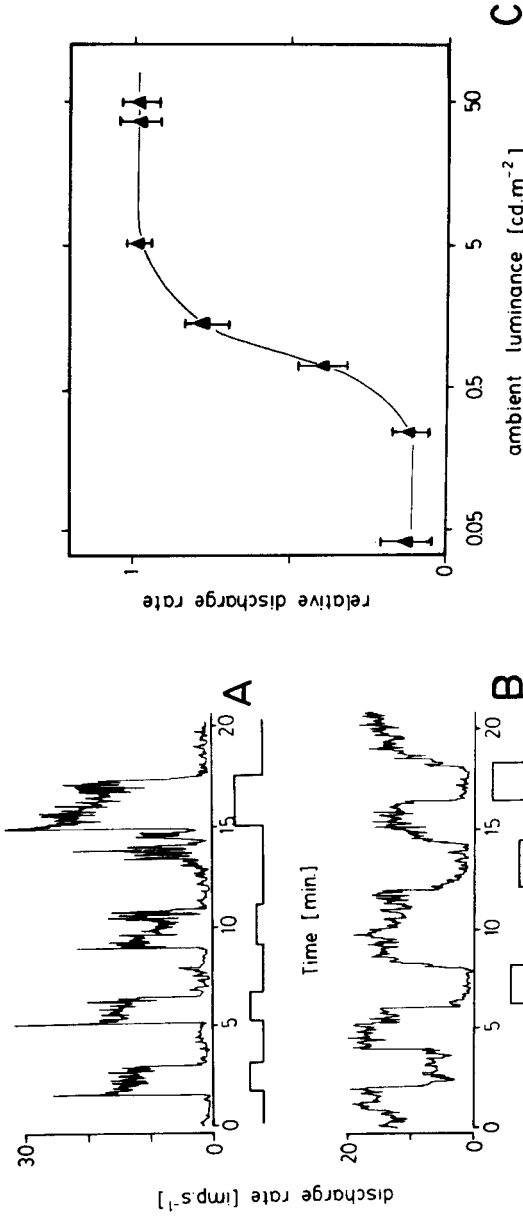 discharge rate [imp.s⁻¹]
30
0
0 5 10 15 20
A
Time [min.]
20
10
0
0 5 10 15 20
B
relative discharge rate
1
0
0.05 0.5 5 50
ambient luminance [cd.m⁻²]
C